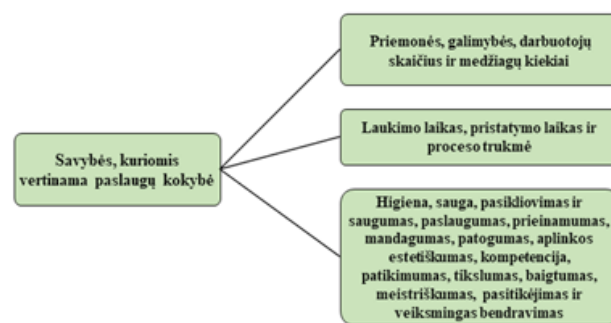 Savybės, kuriomis
vertinama paslaugų kokybė
Priemonės, galimybės, darbuotojų
skaičius ir medžiagų kiekiai
Laukimo laikas, pristatymo laikas ir
proceso trukmė
Higiena, sauga, pasikliovimas ir
saugumas, paslaugumas, prieinamumas,
mandagumas, patogumas, aplinkos
estetiškumas, kompetencija,
patikimumas, tikslumas, baigtumas,
meistriškumas, pasitikėjimas ir
veiksmingas bendravimas